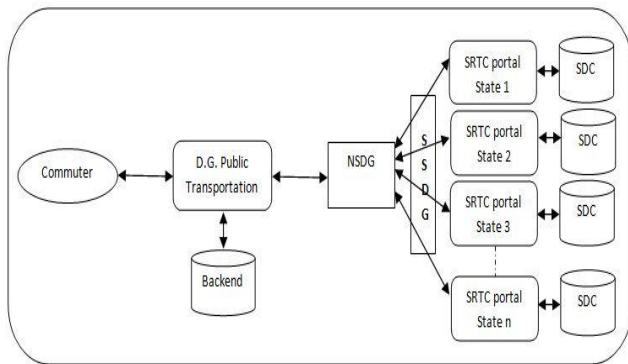 Commuter
D.G. Public
Transportation
Backend
NSDG
S
S
D
G
SRTC portal
State 1
SDC
SRTC portal
State 2
SDC
SRTC portal
State 3
SDC
SRTC portal
State n
SDC